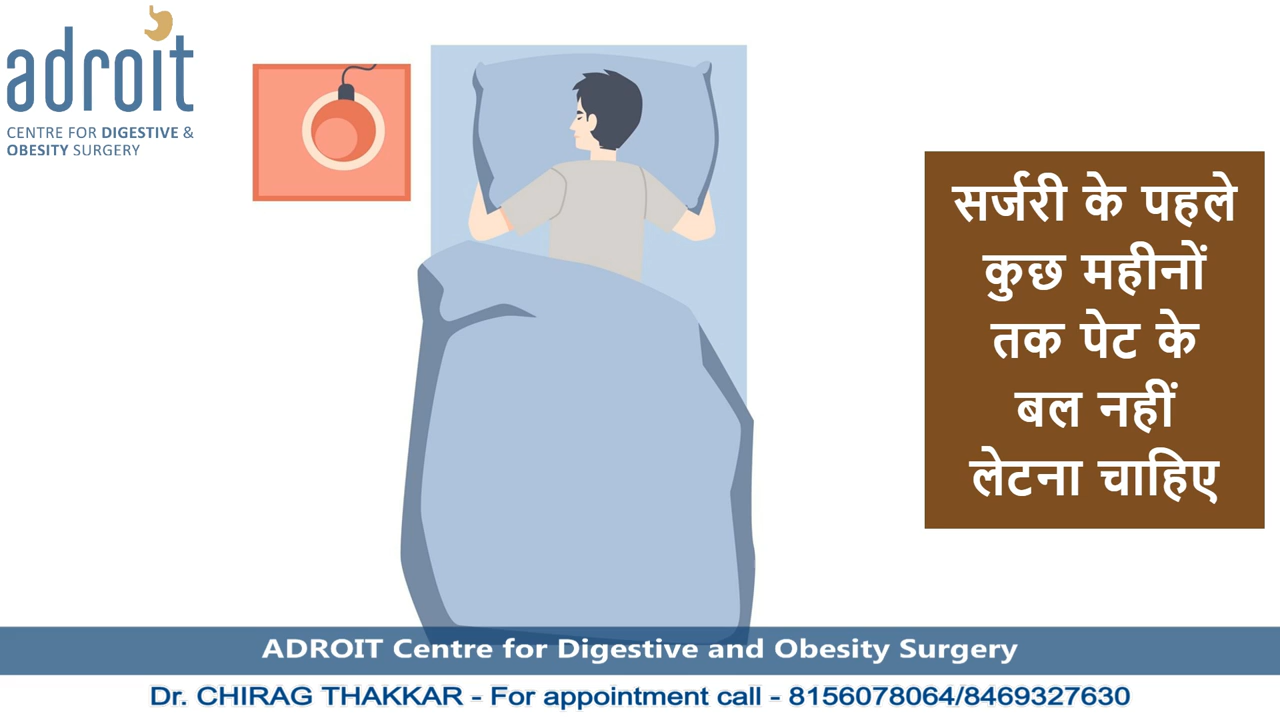 adroit
CENTRE FOR DIGESTIVE &
OBESITY SURGERY
सर्जरी के पहले
कुछ महीनों
तक पेट के
बल नहीं
लेटना चाहिए
ADROIT Centre for Digestive and Obesity Surgery
Dr. CHIRAG THAKKAR - For appointment call - 8156078064/8469327630